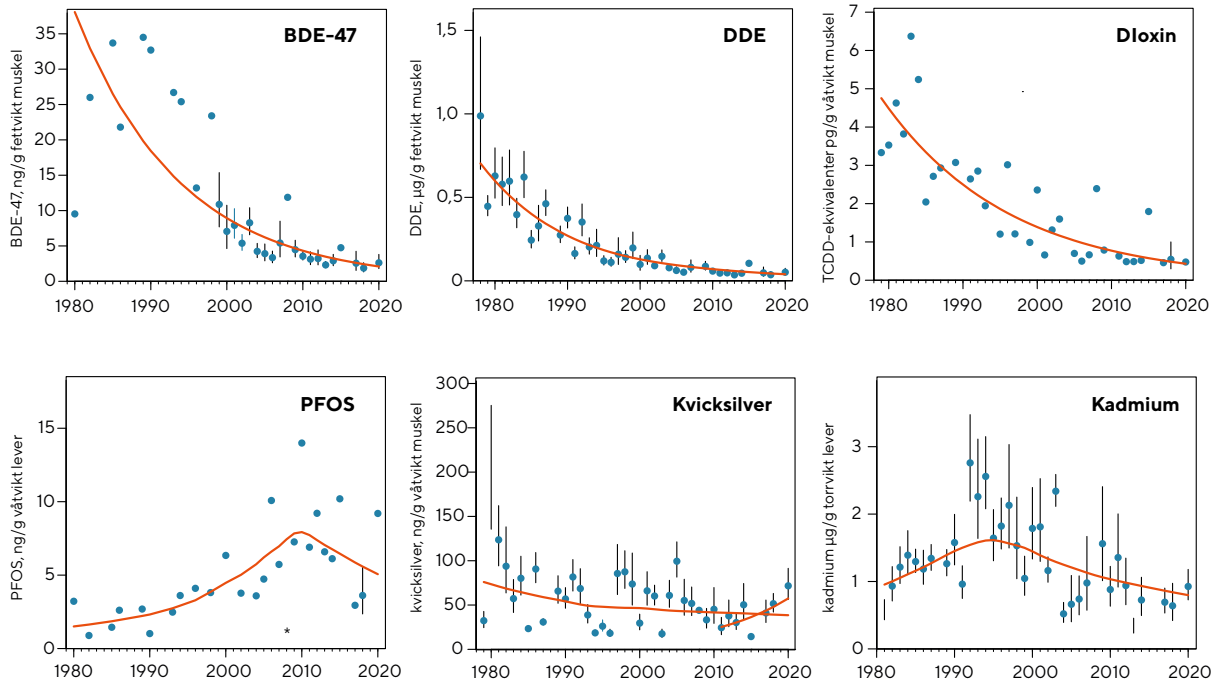 BDE-47
BDE-47, ng/g fettvikt muskel
35
30
25
20
15
10
5
0
1980 1990 2000 2010 2020
DDE
DDE, µg/g fettvikt muskel
1,5
1,0
0,5
0
1980 1990 2000 2010 2020
DIoxin
TCDD-ekvivalenter pg/g våtvikt muskel
7
6
5
4
3
2
1
0
1980 1990 2000 2010 2020
PFOS
PFOS, ng/g våtvikt lever
15
10
5
0
*
1980 1990 2000 2010 2020
Kvicksilver
kvicksilver, ng/g våtvikt muskel
300
250
200
150
100
50
0
1980 1990 2000 2010 2020
Kadmium
kadmium µg/g torrvikt lever
3
2
1
0
1980 1990 2000 2010 2020